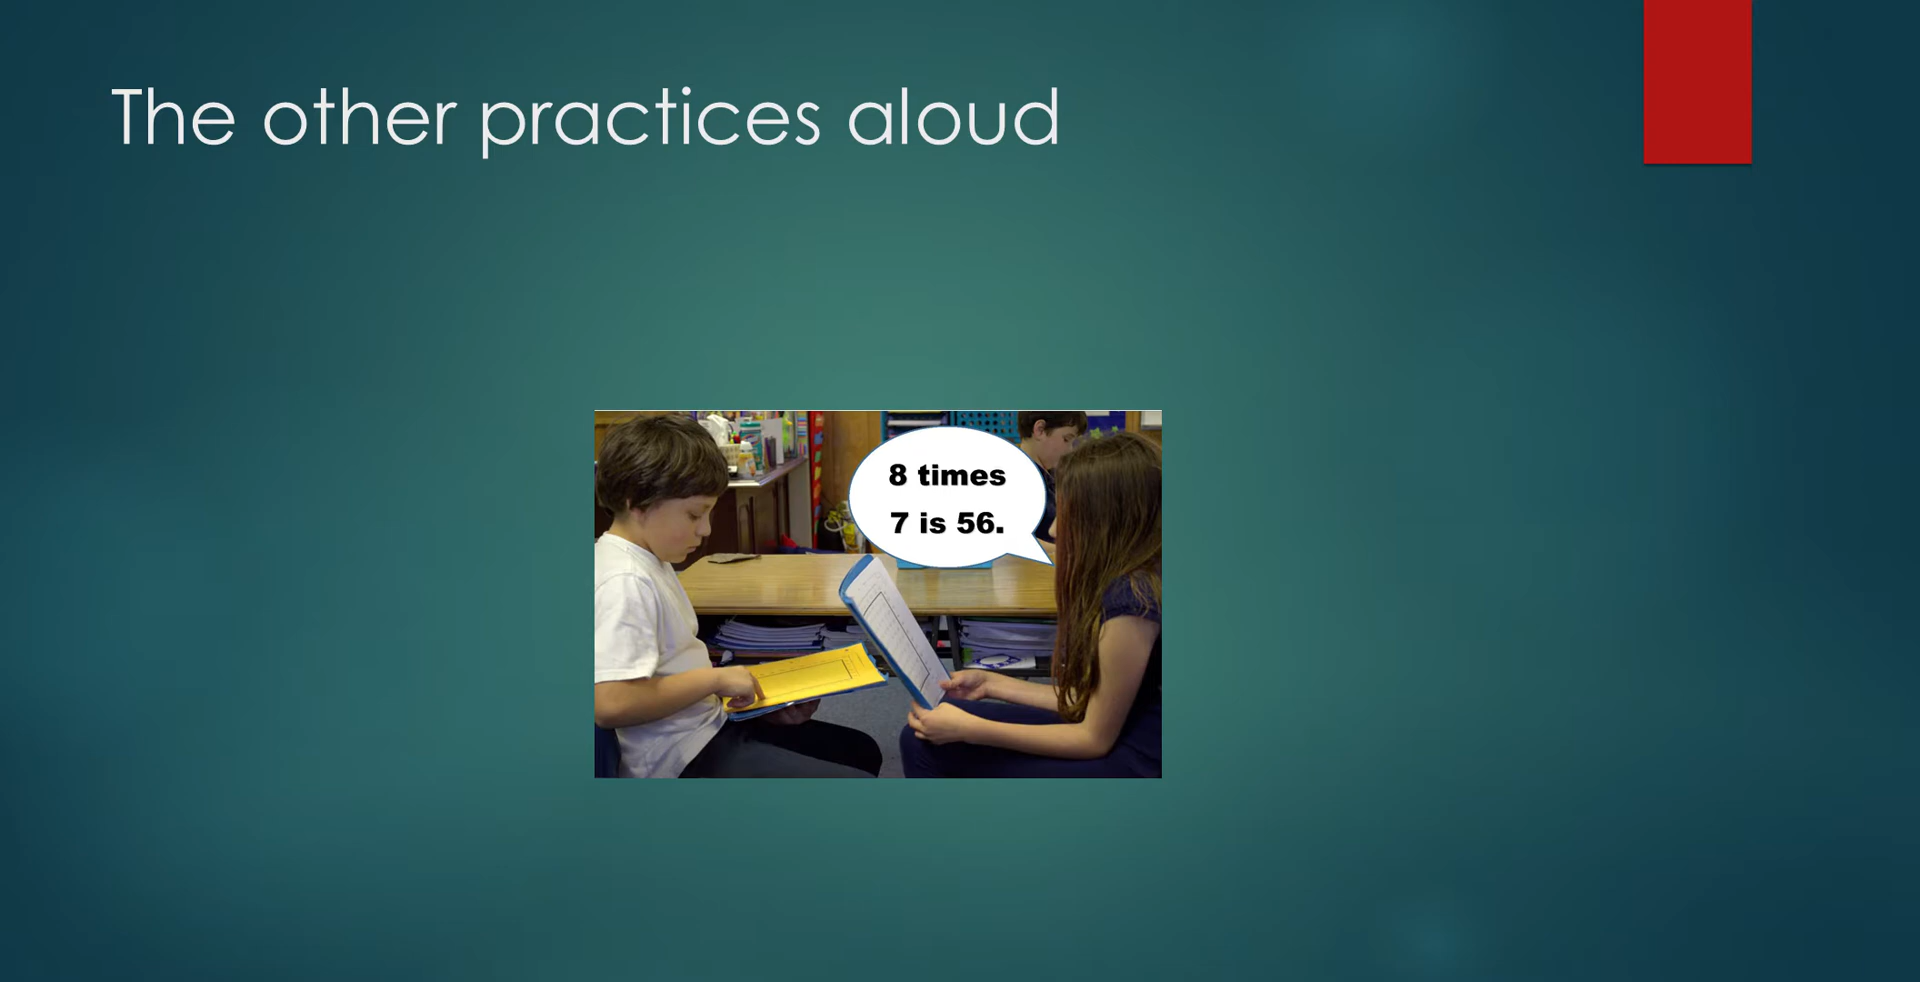 The other practices aloud
8 times
7 is 56.